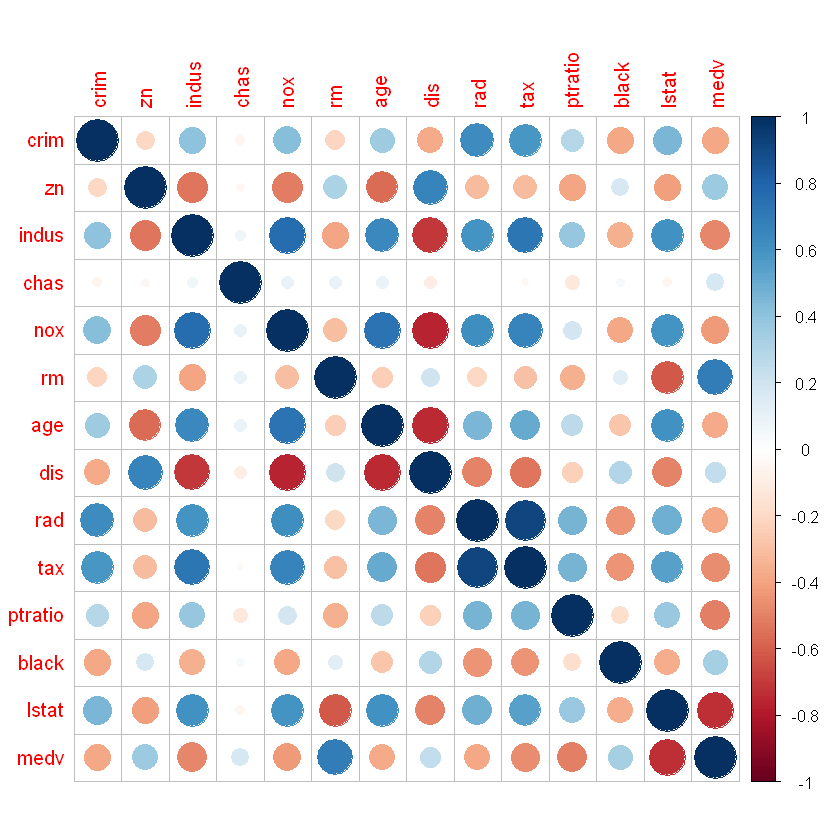 crim zn indus chas nox rm age dis rad tax ptratio black lstat medv
crim
zn
indus
chas
nox
rm
age
dis
rad
tax
ptratio
black
lstat
medv
1
0.8
0.6
0.4
0.2
0
-0.2
-0.4
-0.6
-0.8
-1